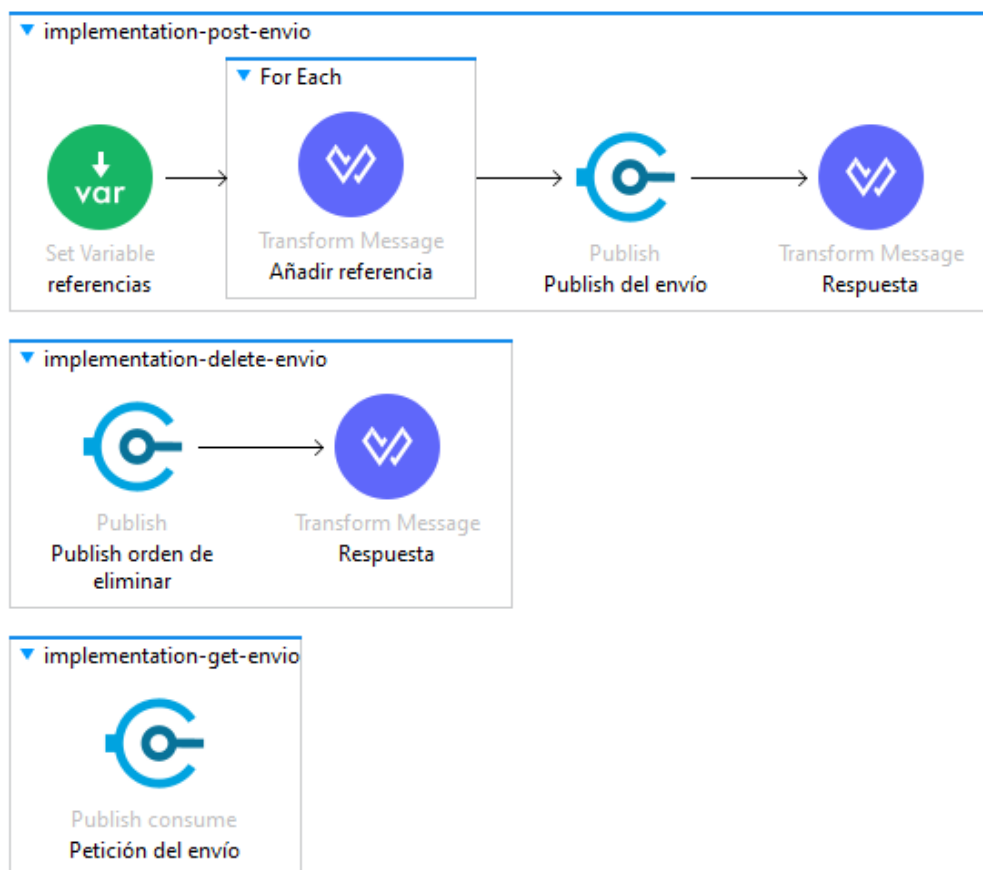 implementation-post-envio
For Each
var
Set Variable
referencias
Transform Message
Añadir referencia
Publish
Publish del envío
Transform Message
Respuesta
implementation-delete-envio
Publish
Publish orden de
eliminar
Transform Message
Respuesta
implementation-get-envio
Publish consume
Petición del envío